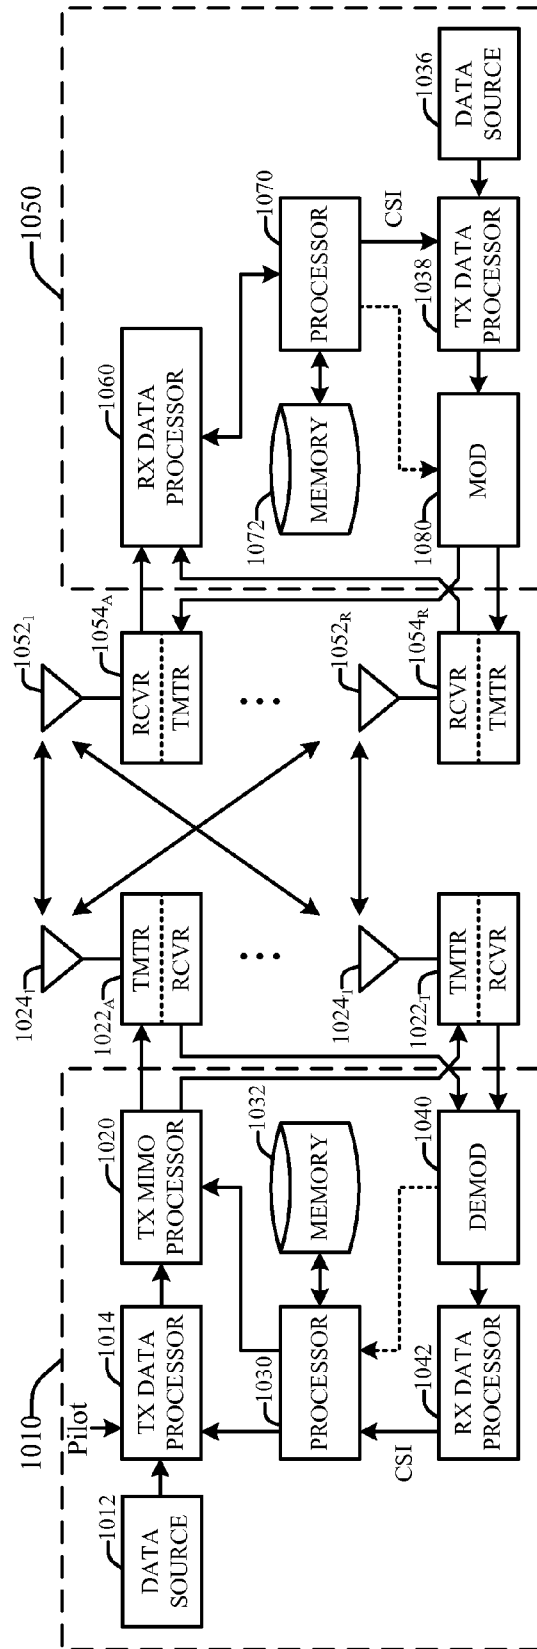 1010
Pilot
1012
DATA
SOURCE
1014
TX DATA
PROCESSOR
1020
TX MIMO
PROCESSOR
1030
PROCESSOR
1032
MEMORY
CSI
1042
RX DATA
PROCESSOR
1040
DEMOD
1024₁
1022A
TMTR
RCVR
...
1024₁
1022T
TMTR
RCVR
1052₁
1054A
RCVR
TMTR
...
1052R
1054R
RCVR
TMTR
1050
1060
RX DATA
PROCESSOR
1070
PROCESSOR
1072
MEMORY
CSI
1080
MOD
1038
TX DATA
PROCESSOR
1036
DATA
SOURCE